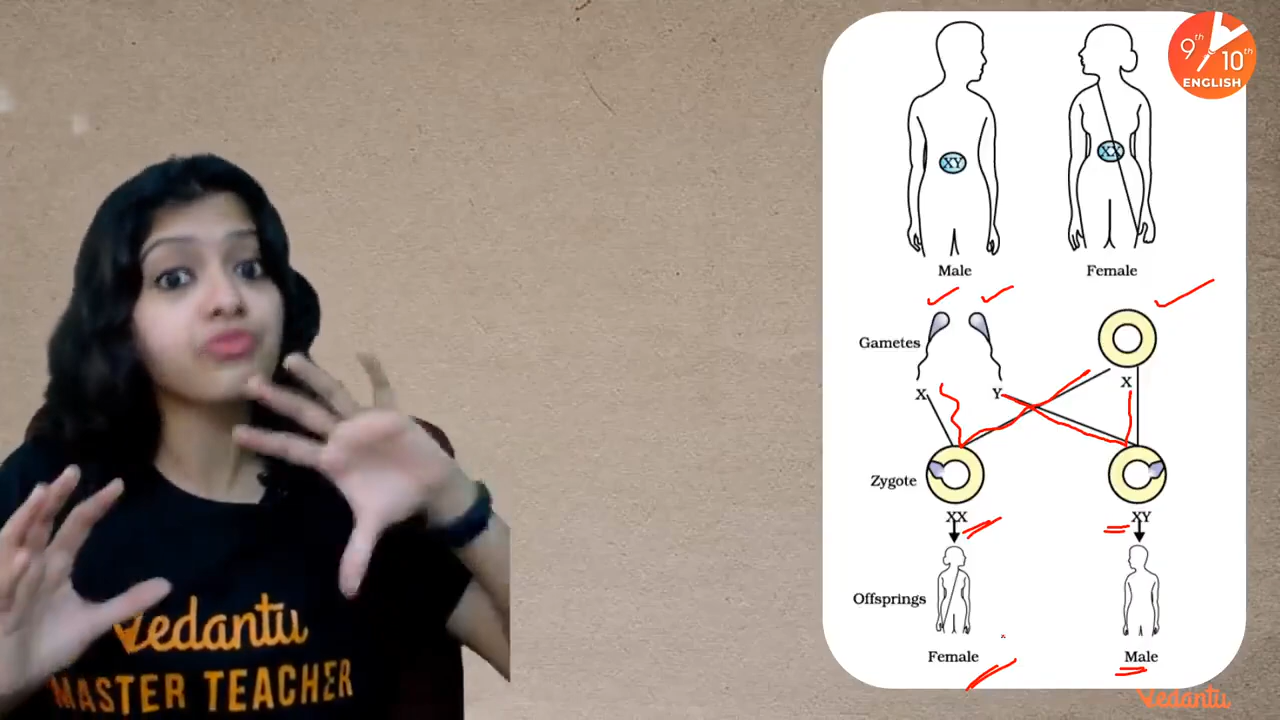 9th 10th
ENGLISH
XY XX
Male Female
Gametes
X Y X
Zygote
XX XY
Offsprings
Female Male
Vedantu
MASTER TEACHER
Vedantu